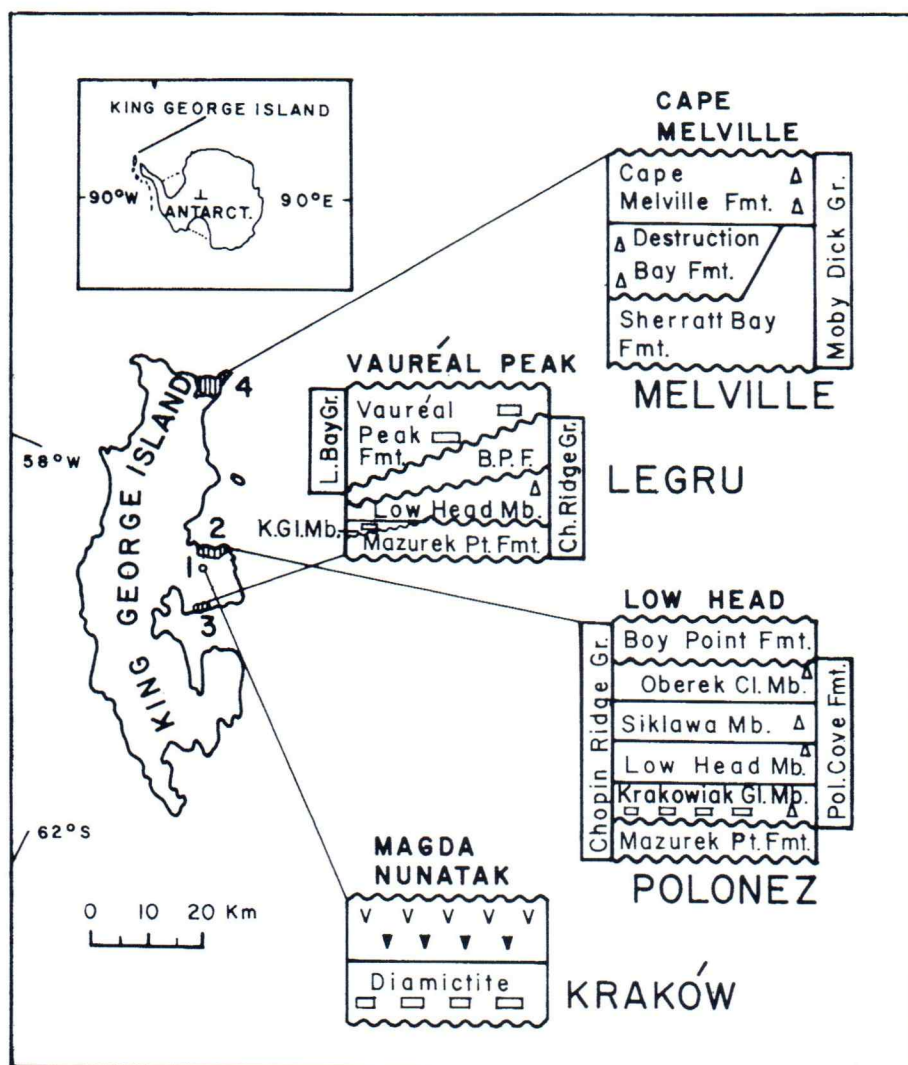 KING GEORGE ISLAND
90°W
90°E
ANTARCT.
CAPE
MELVILLE
Cape
Melville Fmt.
Destruction
Bay Fmt.
Sherratt Bay
Fmt.
Moby Dick Gr.
MELVILLE
4
58°W
KING GEORGE ISLAND
2
1
3
62°S
0 10 20 Km
VAURÉAL PEAK
L. Bay Gr.
Vauréal
Peak
Fmt.
B.P.F.
Low Head Mb.
K.Gl.Mb.
Mazurek Pt. Fmt.
Ch. Ridge Gr.
LEGRU
LOW HEAD
Chopin Ridge Gr.
Boy Point Fmt.
Oberek Cl. Mb.
Siklawa Mb.
Low Head Mb.
Krakowiak Gl. Mb.
Mazurek Pt. Fmt.
Pol. Cove Fmt.
POLONEZ
MAGDA
NUNATAK
Diamictite
KRAKÓW